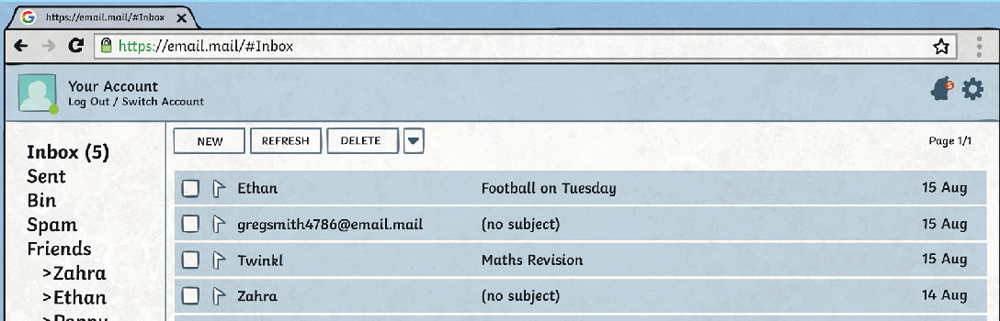 https://email.mail/#Inbox
https://email.mail/#Inbox
Your Account
Log Out / Switch Account
5
NEW REFRESH DELETE
Page 1/1
Inbox (5)
Sent
Bin
Spam
Friends
>Zahra
>Ethan
Ethan Football on Tuesday 15 Aug
gregsmith4786@email.mail (no subject) 15 Aug
Twinkl Maths Revision 15 Aug
Zahra (no subject) 14 Aug